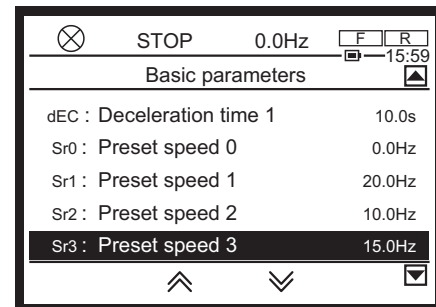 STOP 0.0Hz F R
15:59
Basic parameters
dEC : Deceleration time 1 10.0s
Sr0 : Preset speed 0 0.0Hz
Sr1 : Preset speed 1 20.0Hz
Sr2 : Preset speed 2 10.0Hz
Sr3 : Preset speed 3 15.0Hz